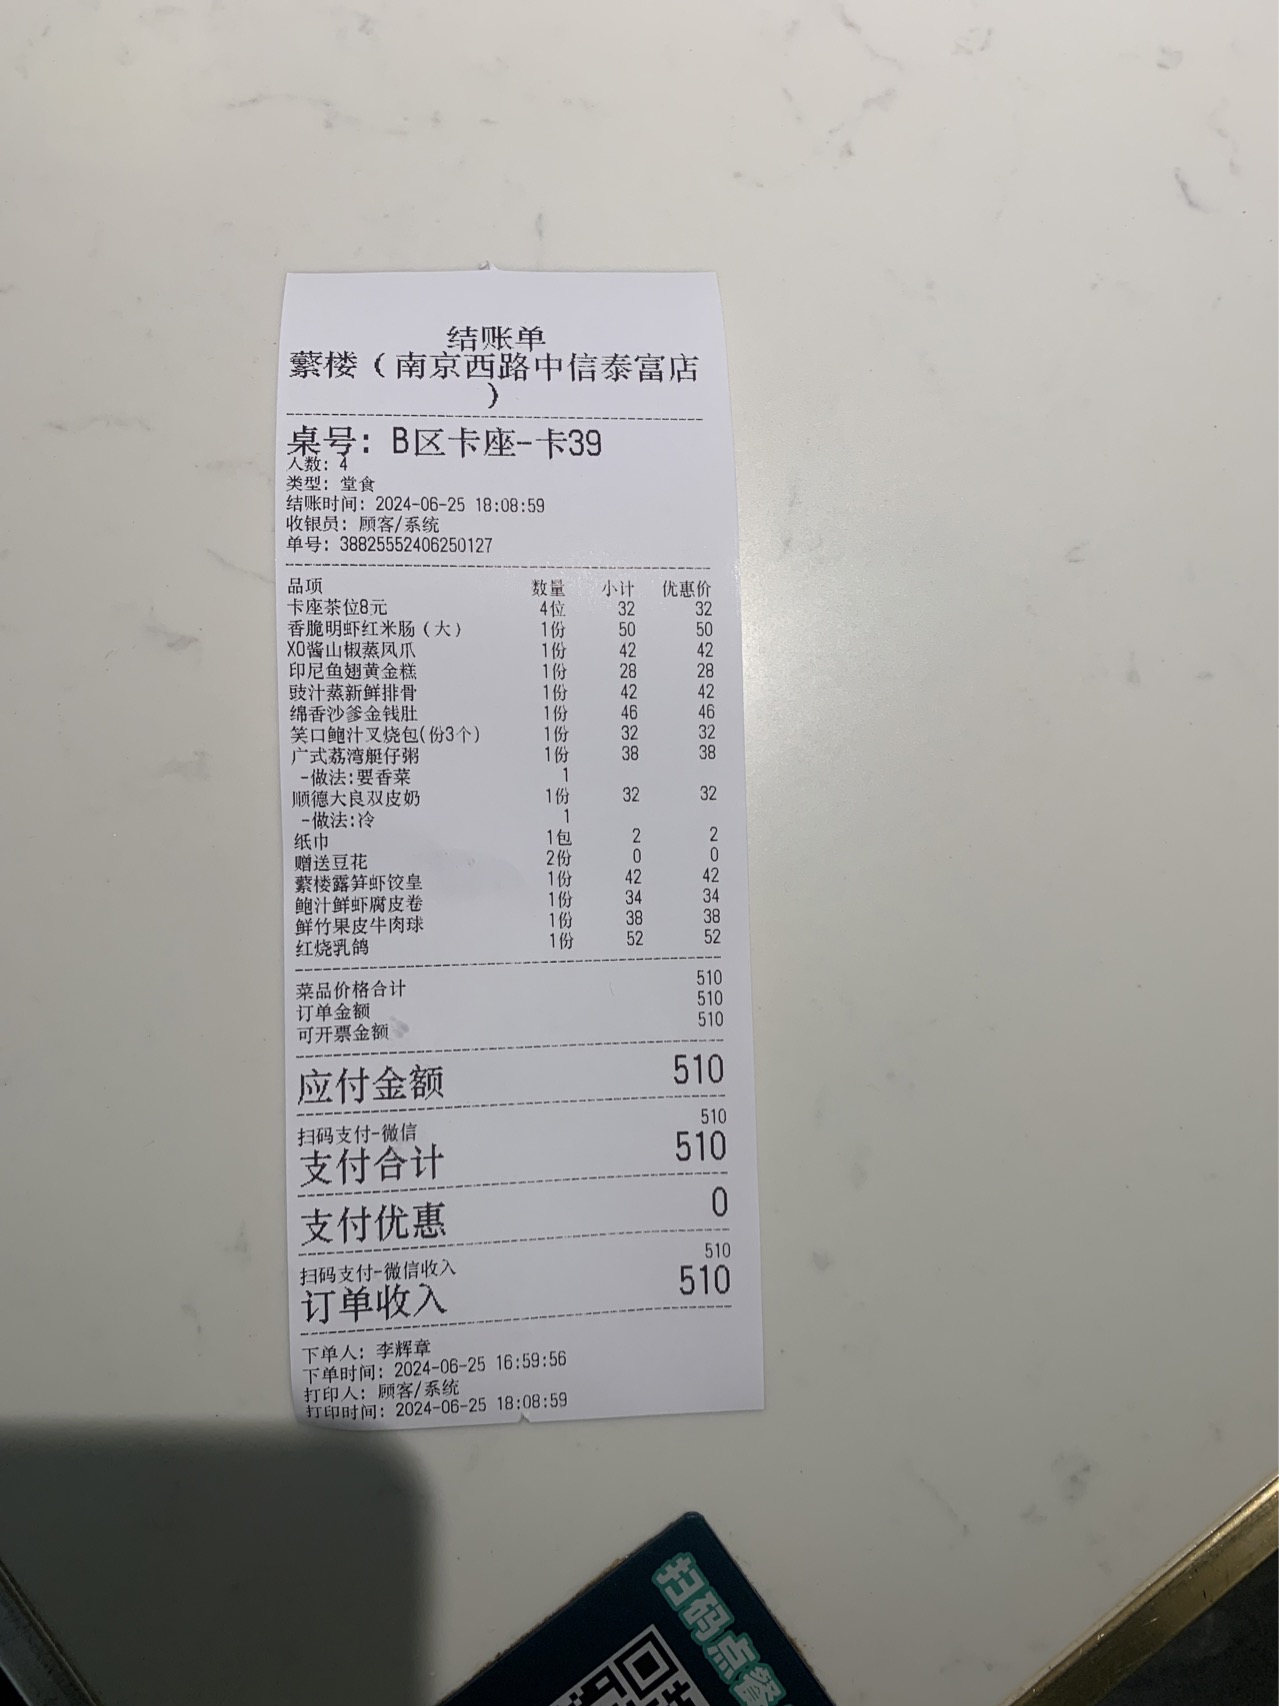 结账单
蘩楼（南京西路中信泰富店
）
桌号: B区卡座-卡39
人数: 4
类型: 堂食
结账时间: 2024-06-25 18:08:59
收银员: 顾客/系统
单号: 38825552406250127
品项 数量 小计 优惠价
卡座茶位8元 4位 32 32
香脆明虾红米肠（大） 1份 50 50
XO酱山椒蒸凤爪 1份 42 42
印尼鱼翅黄金糕 1份 28 28
豉汁蒸新鲜排骨 1份 42 42
绵香沙爹金钱肚 1份 46 46
笑口鲍汁叉烧包(份3个) 1份 32 32
广式荔湾艇仔粥 1份 38 38
-做法:要香菜 1
顺德大良双皮奶 1份 32 32
-做法:冷 1
纸巾 1包 2 2
赠送豆花 2份 0 0
蘩楼露笋虾饺皇 1份 42 42
鲍汁鲜虾腐皮卷 1份 34 34
鲜竹果皮牛肉球 1份 38 38
红烧乳鸽 1份 52 52
菜品价格合计 510
订单金额 510
可开票金额 510
应付金额 510
扫码支付-微信 510
支付合计 510
支付优惠 0
扫码支付-微信收入 510
订单收入 510
下单人: 李辉章
下单时间: 2024-06-25 16:59:56
打印人: 顾客/系统
打印时间: 2024-06-25 18:08:59
扫码点餐